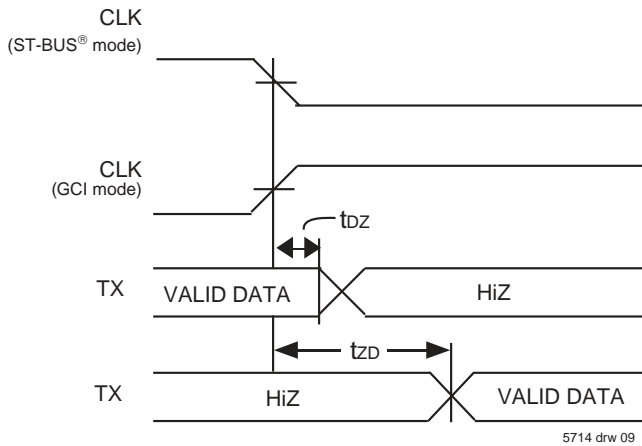 CLK
(ST-BUS® mode)
CLK
(GCI mode)
tDZ
TX
VALID DATA
HiZ
tZD
TX
HiZ
VALID DATA
5714 drw 09